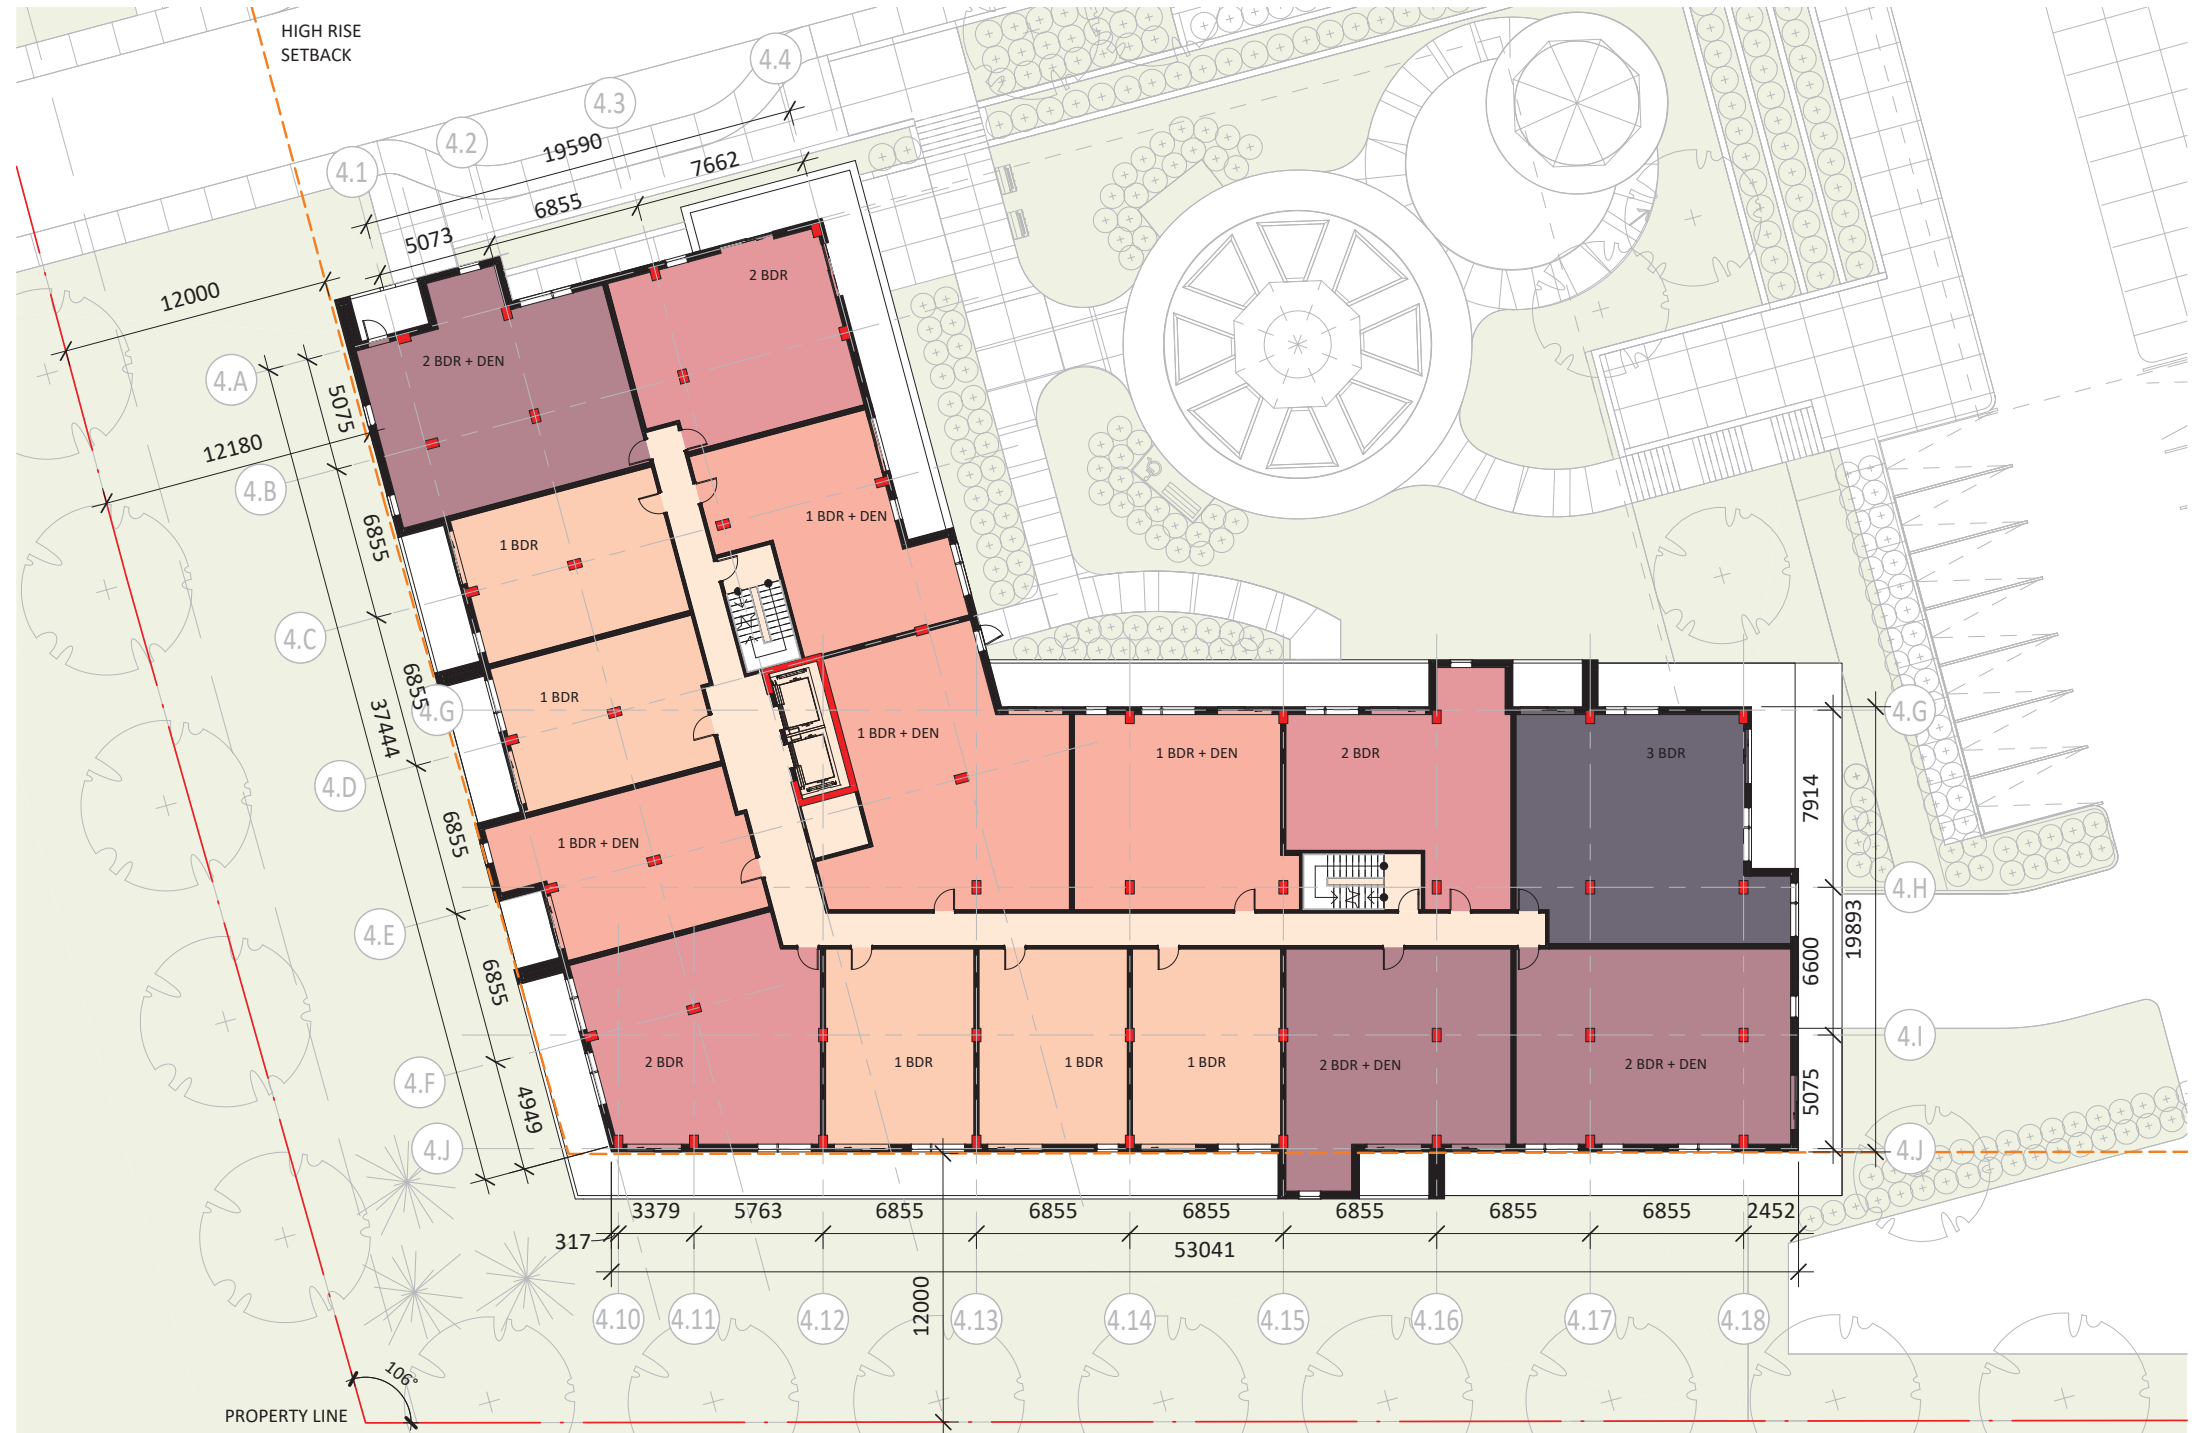 HIGH RISE
SETBACK
4.4
4.3
4.2
4.1
19590
7662
6855
5073
12000
2 BDR
2 BDR + DEN
4.A
5075
12180
4.B
6855
1 BDR
1 BDR + DEN
4.C
6855
4.G
37444
1 BDR
1 BDR + DEN
1 BDR + DEN
2 BDR
3 BDR
4.G
4.D
7914
6855
1 BDR + DEN
4.H
4.E
19893
6600
6855
4.I
4.F
2 BDR
1 BDR
1 BDR
1 BDR
2 BDR + DEN
2 BDR + DEN
5075
4949
4.J
4.J
3379
5763
6855
6855
6855
6855
6855
6855
2452
317
53041
12000
4.10
4.11
4.12
4.13
4.14
4.15
4.16
4.17
4.18
106°
PROPERTY LINE